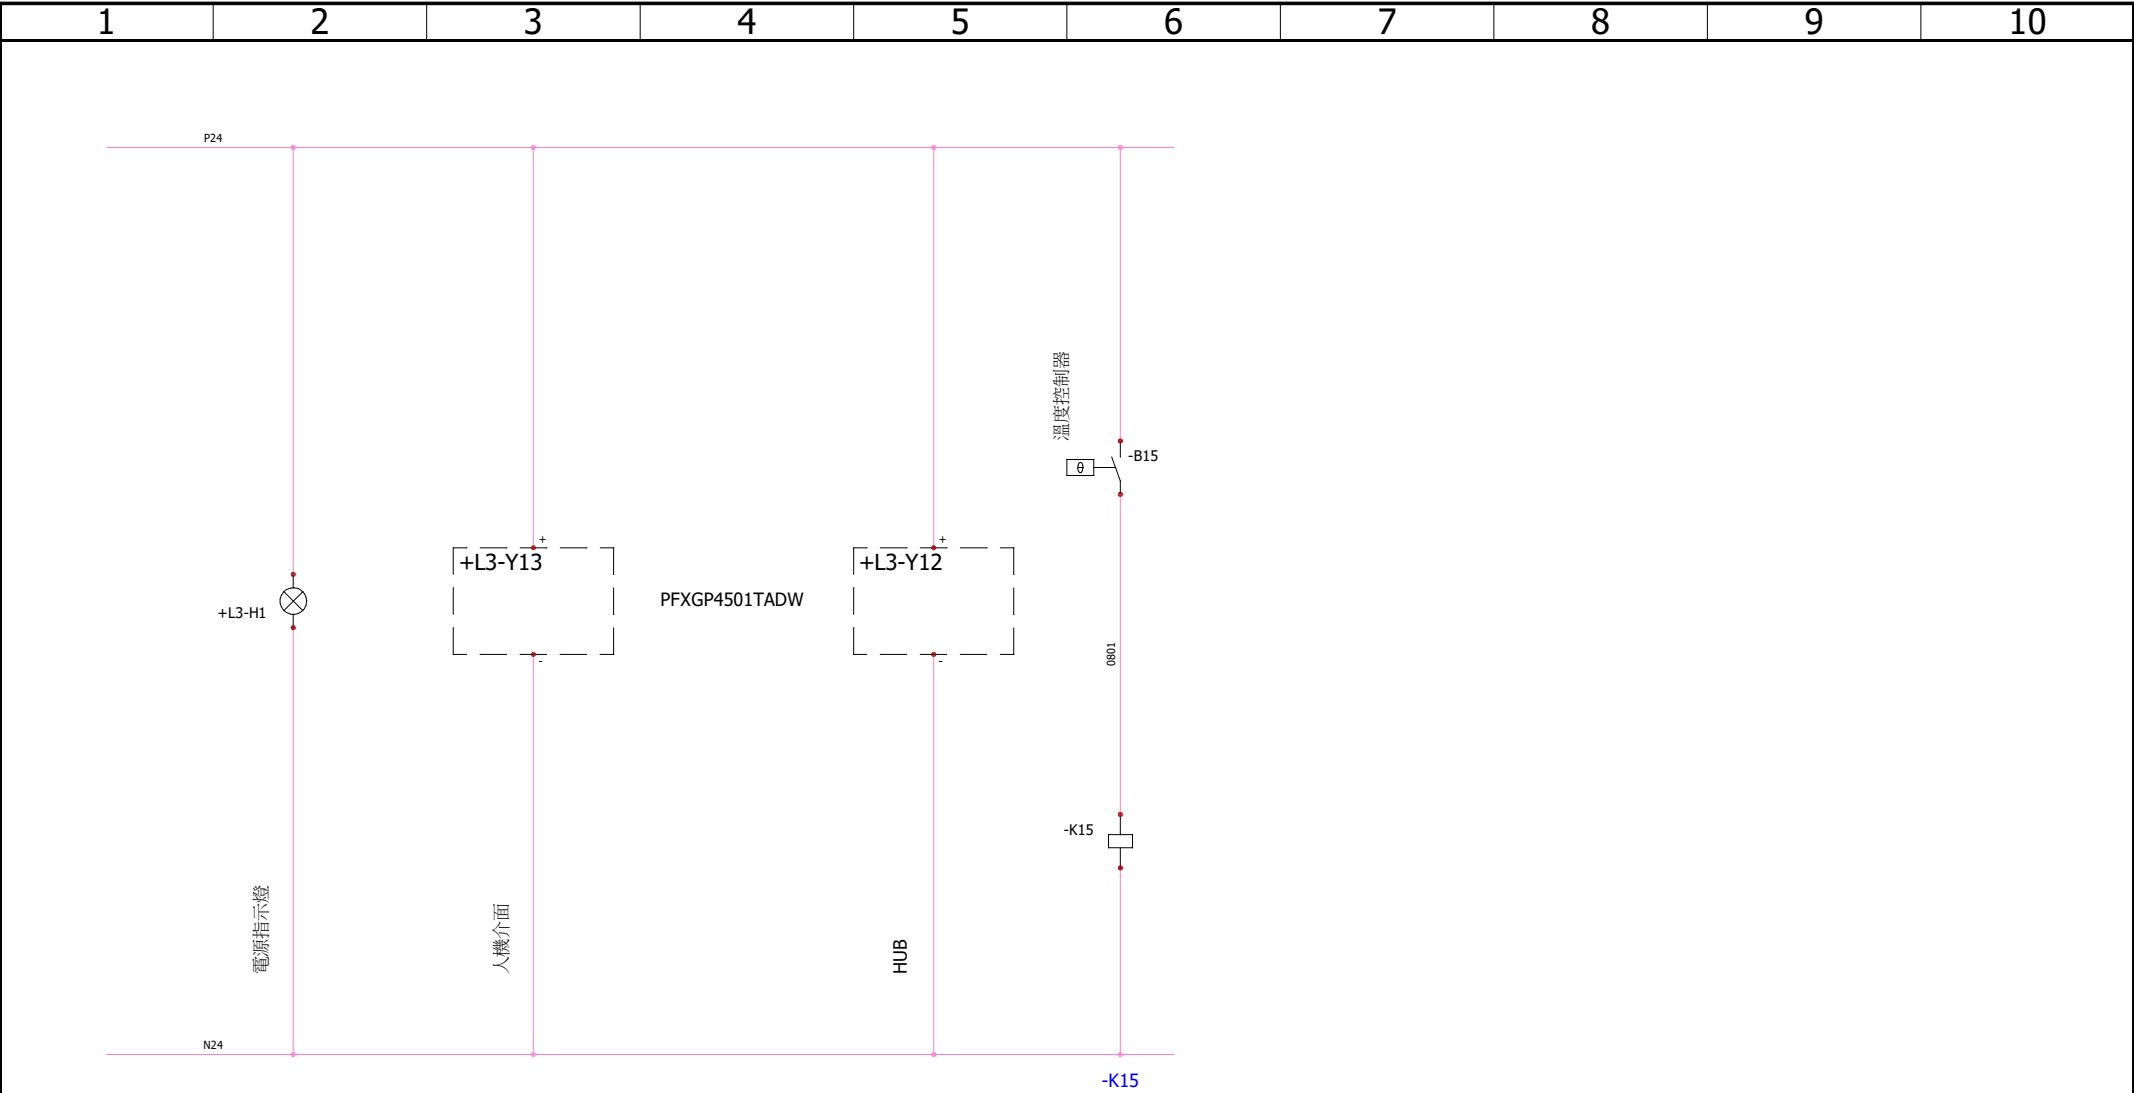 1 2 3 4 5 6 7 8 9 10
P24
溫度控制器
-B15
θ
+
+L3-Y13
+
+L3-Y12
PFXGP4501TADW
+L3-H1
-
-
0801
-K15
電源指示燈
人機介面
HUB
N24
-K15